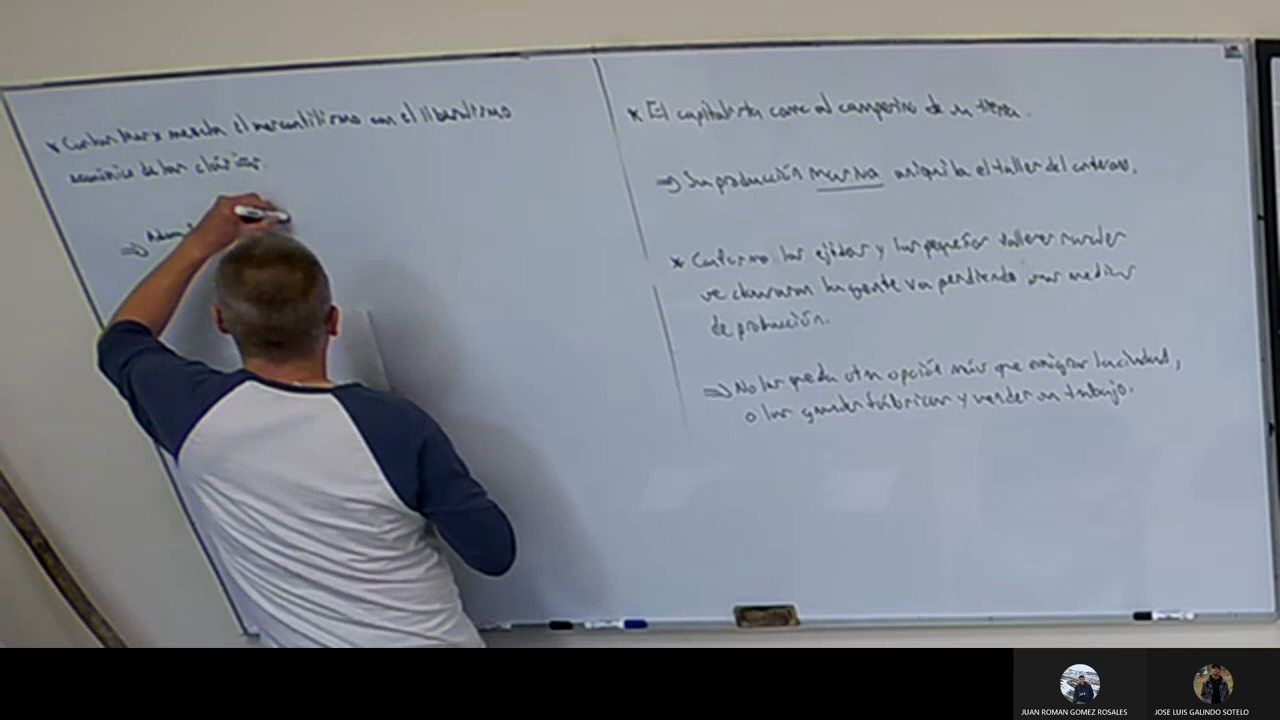 * Carlos Marx mezcla el mercantilismo con el liberalismo
económico de los clásicos.
⇒ Adam
* El capitalista corre al campesino de su tierra.
⇒ Su producción masiva aniquila el taller del artesano.
* Conforme los ejidos y los pequeños talleres rurales
se clausuran la gente va perdiendo sus medios
de producción.
⇒ No les queda otra opción más que emigrar la ciudad,
o las grandes fábricas y vender su trabajo.
JUAN ROMAN GOMEZ ROSALES
JOSE LUIS GALINDO SOTELO